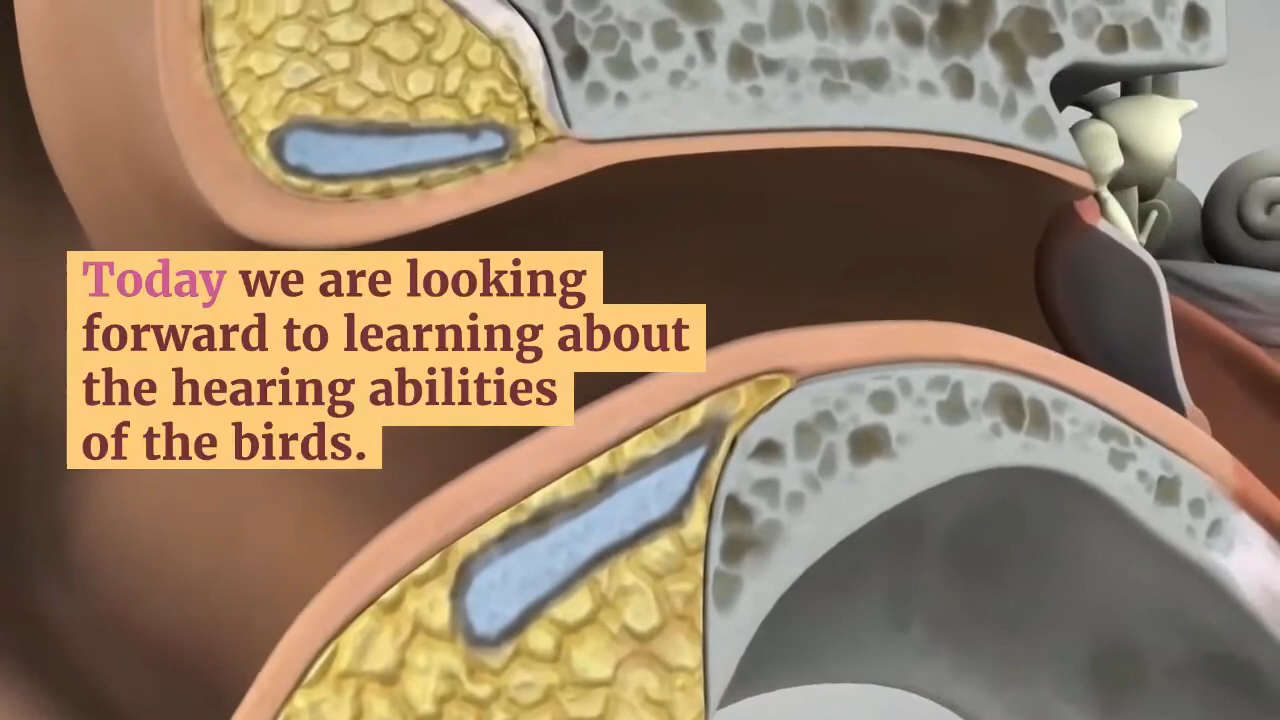 Today we are looking
forward to learning about
the hearing abilities
of the birds.